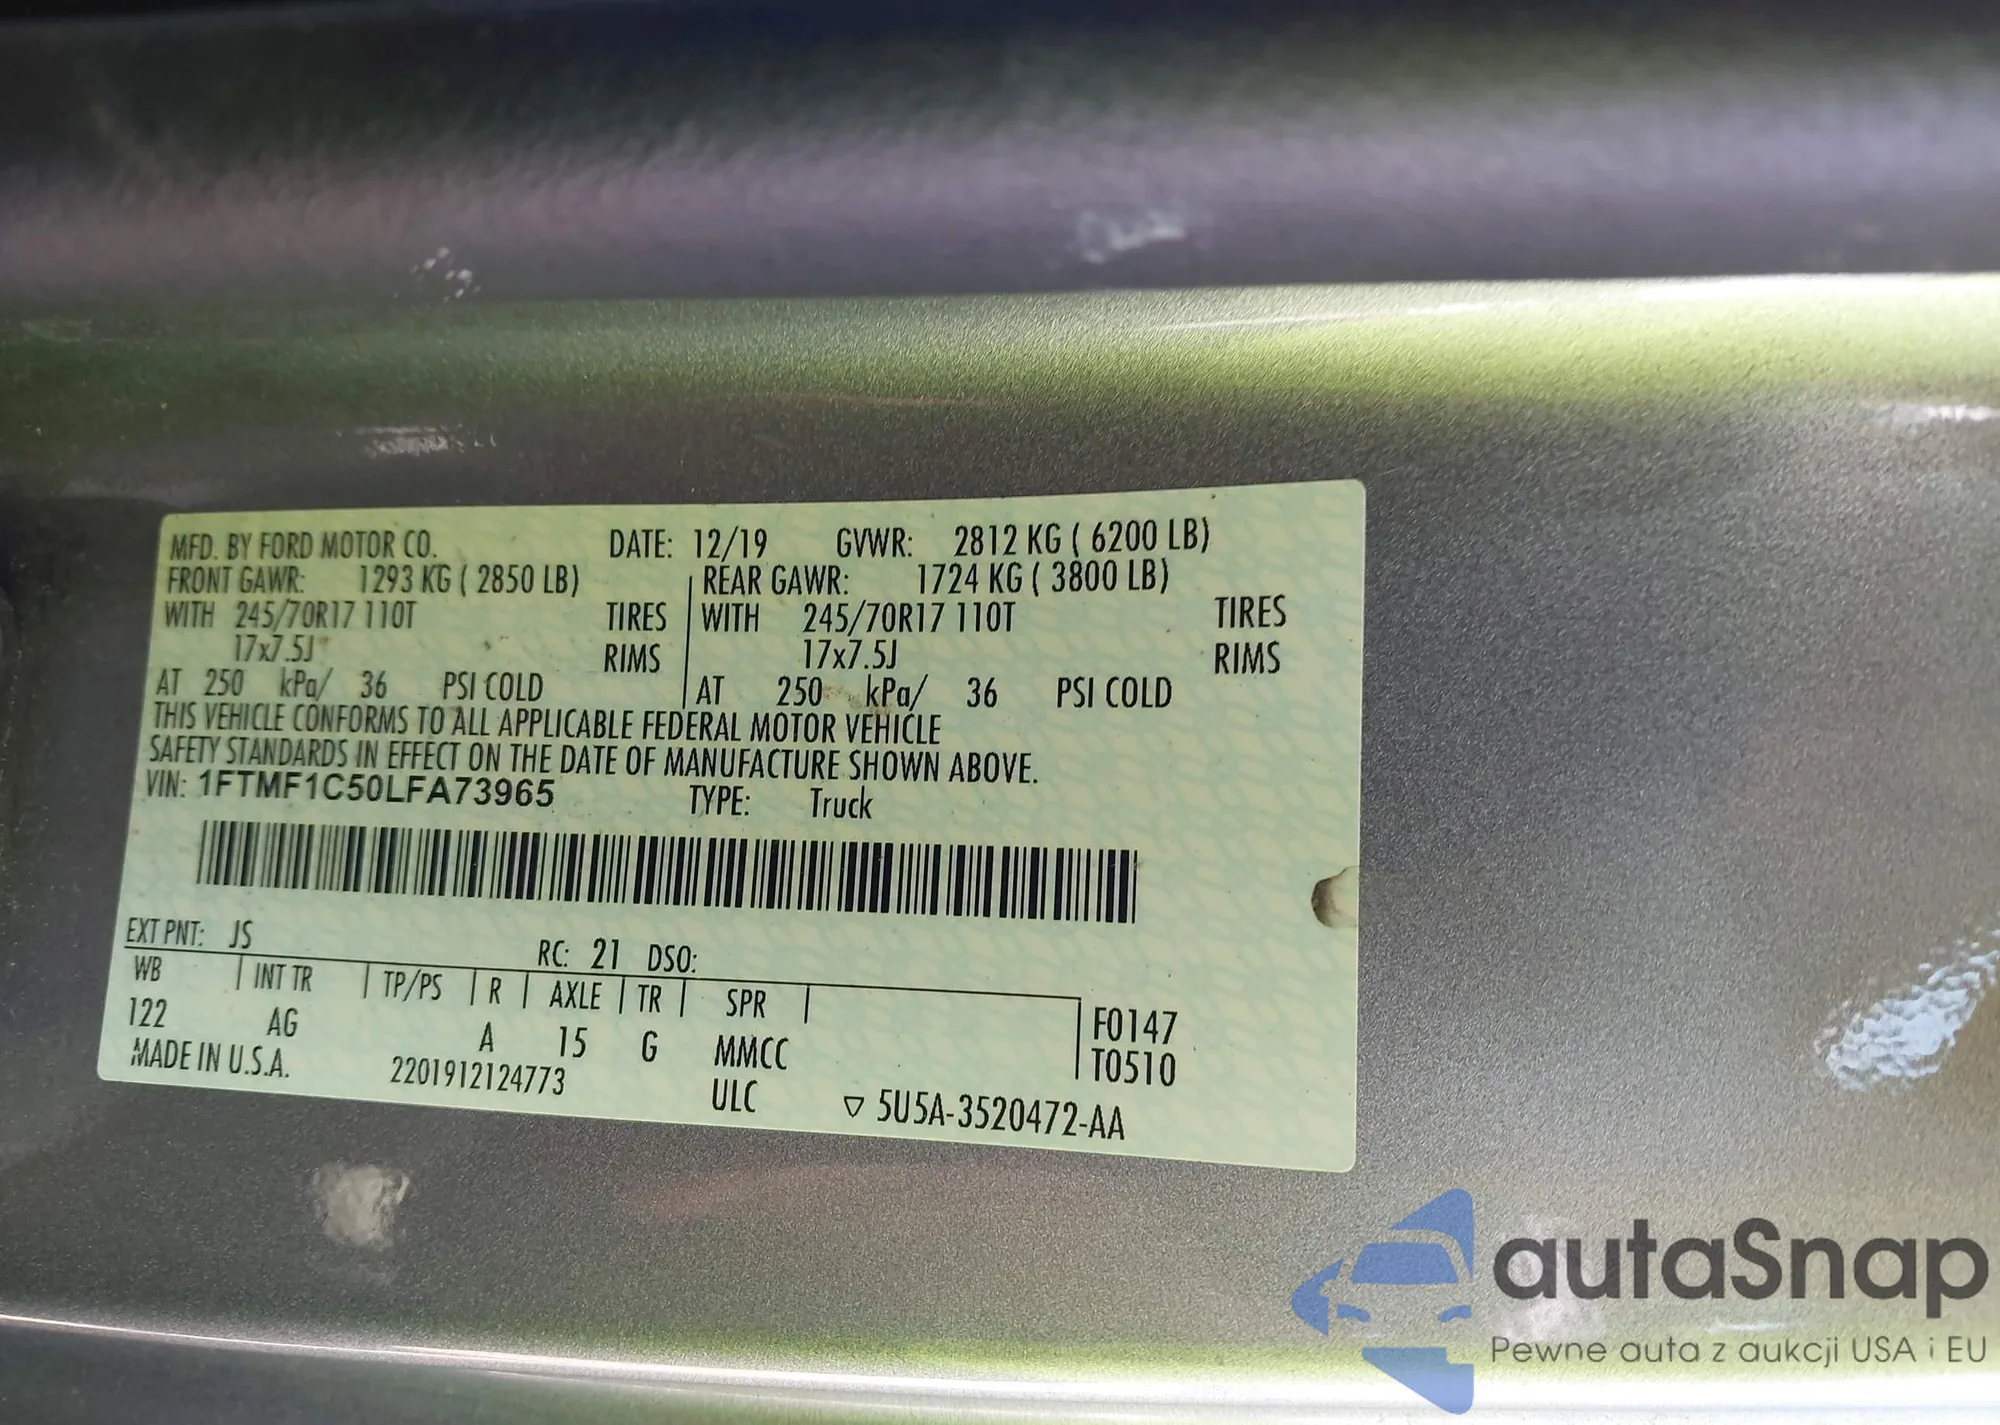 MFD. BY FORD MOTOR CO. DATE: 12/19 GVWR: 2812 KG ( 6200 LB)
FRONT GAWR: 1293 KG ( 2850 LB) REAR GAWR: 1724 KG ( 3800 LB)
WITH 245/70R17 110T TIRES WITH 245/70R17 110T TIRES
17x7.5J RIMS 17x7.5J RIMS
AT 250 kPa/ 36 PSI COLD AT 250 kPa/ 36 PSI COLD
THIS VEHICLE CONFORMS TO ALL APPLICABLE FEDERAL MOTOR VEHICLE
SAFETY STANDARDS IN EFFECT ON THE DATE OF MANUFACTURE SHOWN ABOVE.
VIN: 1FTMF1C50LFA73965 TYPE: Truck
EXT PNT: JS RC: 21 DSO:
WB INT TR TP/PS R AXLE TR SPR
122 AG A 15 G MMCC F0147
T0510
MADE IN U.S.A. 2201912124773 ULC ▽ 5U5A-3520472-AA
autaSnap
Pewne auta z aukcji USA i EU